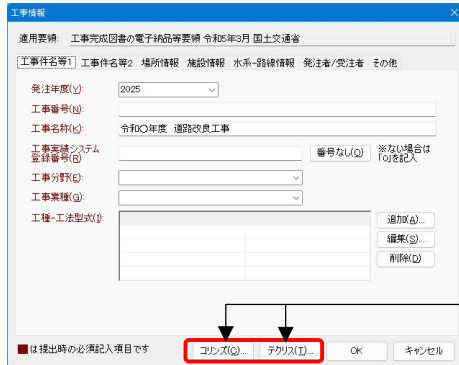 工事情報
適用要領: 工事完成図書の電子納品等要領 令和5年3月 国土交通省
工事件名等1 工事件名等2 場所情報 施設情報 水系-路線情報 発注者/受注者 その他
発注年度(Y): 2025
工事番号(N):
工事名称(K): 令和〇年度 道路改良工事
工事実績システム
登録番号(R)
番号なし(O)
※ない場合は
「0」を記入
工事分野(E):
工事業種(G):
工種-工法型式(I):
追加(A)...
編集(S)...
削除(D)
■は提出時の必須記入項目です
コリンズ(C)... テクリス(T)... OK キャンセル